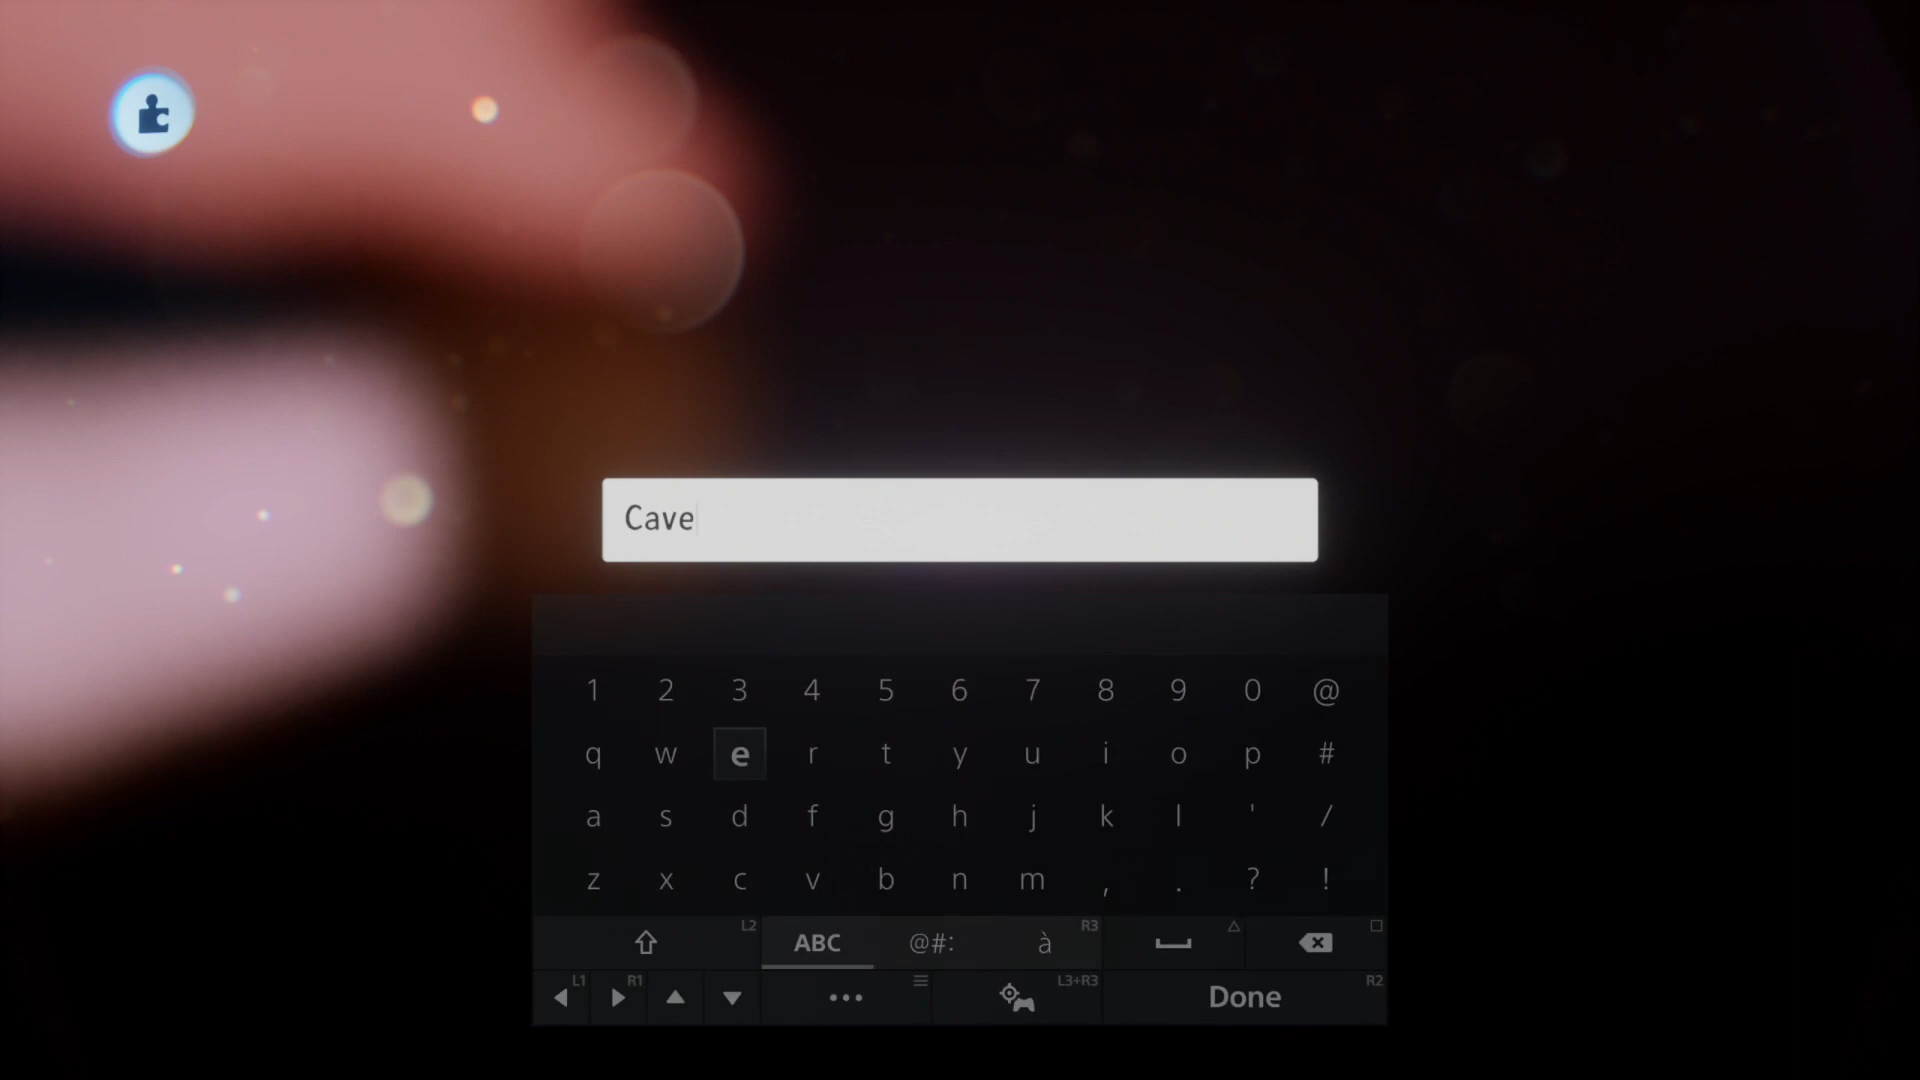 Cave
1 2 3 4 5 6 7 8 9 0 @
q w e r t y u i o p #
a s d f g h j k l ' /
z x c v b n m , . ? !
L2 ABC @#: à R3
L1 R1 ... L3+R3 Done R2